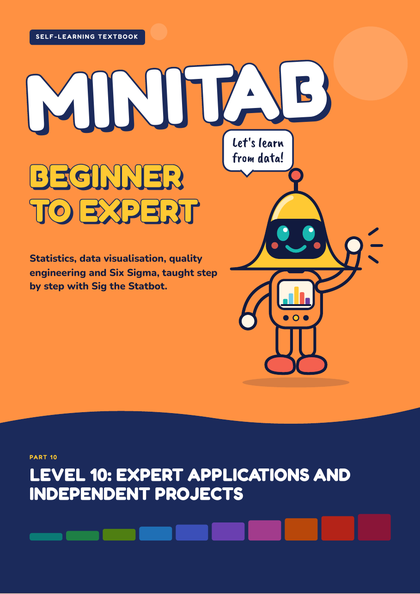 SELF-LEARNING TEXTBOOK
MINITAB
Let's learn
from data!
BEGINNER
TO EXPERT
Statistics, data visualisation, quality
engineering and Six Sigma, taught step
by step with Sig the Statbot.
PART 10
LEVEL 10: EXPERT APPLICATIONS AND
INDEPENDENT PROJECTS